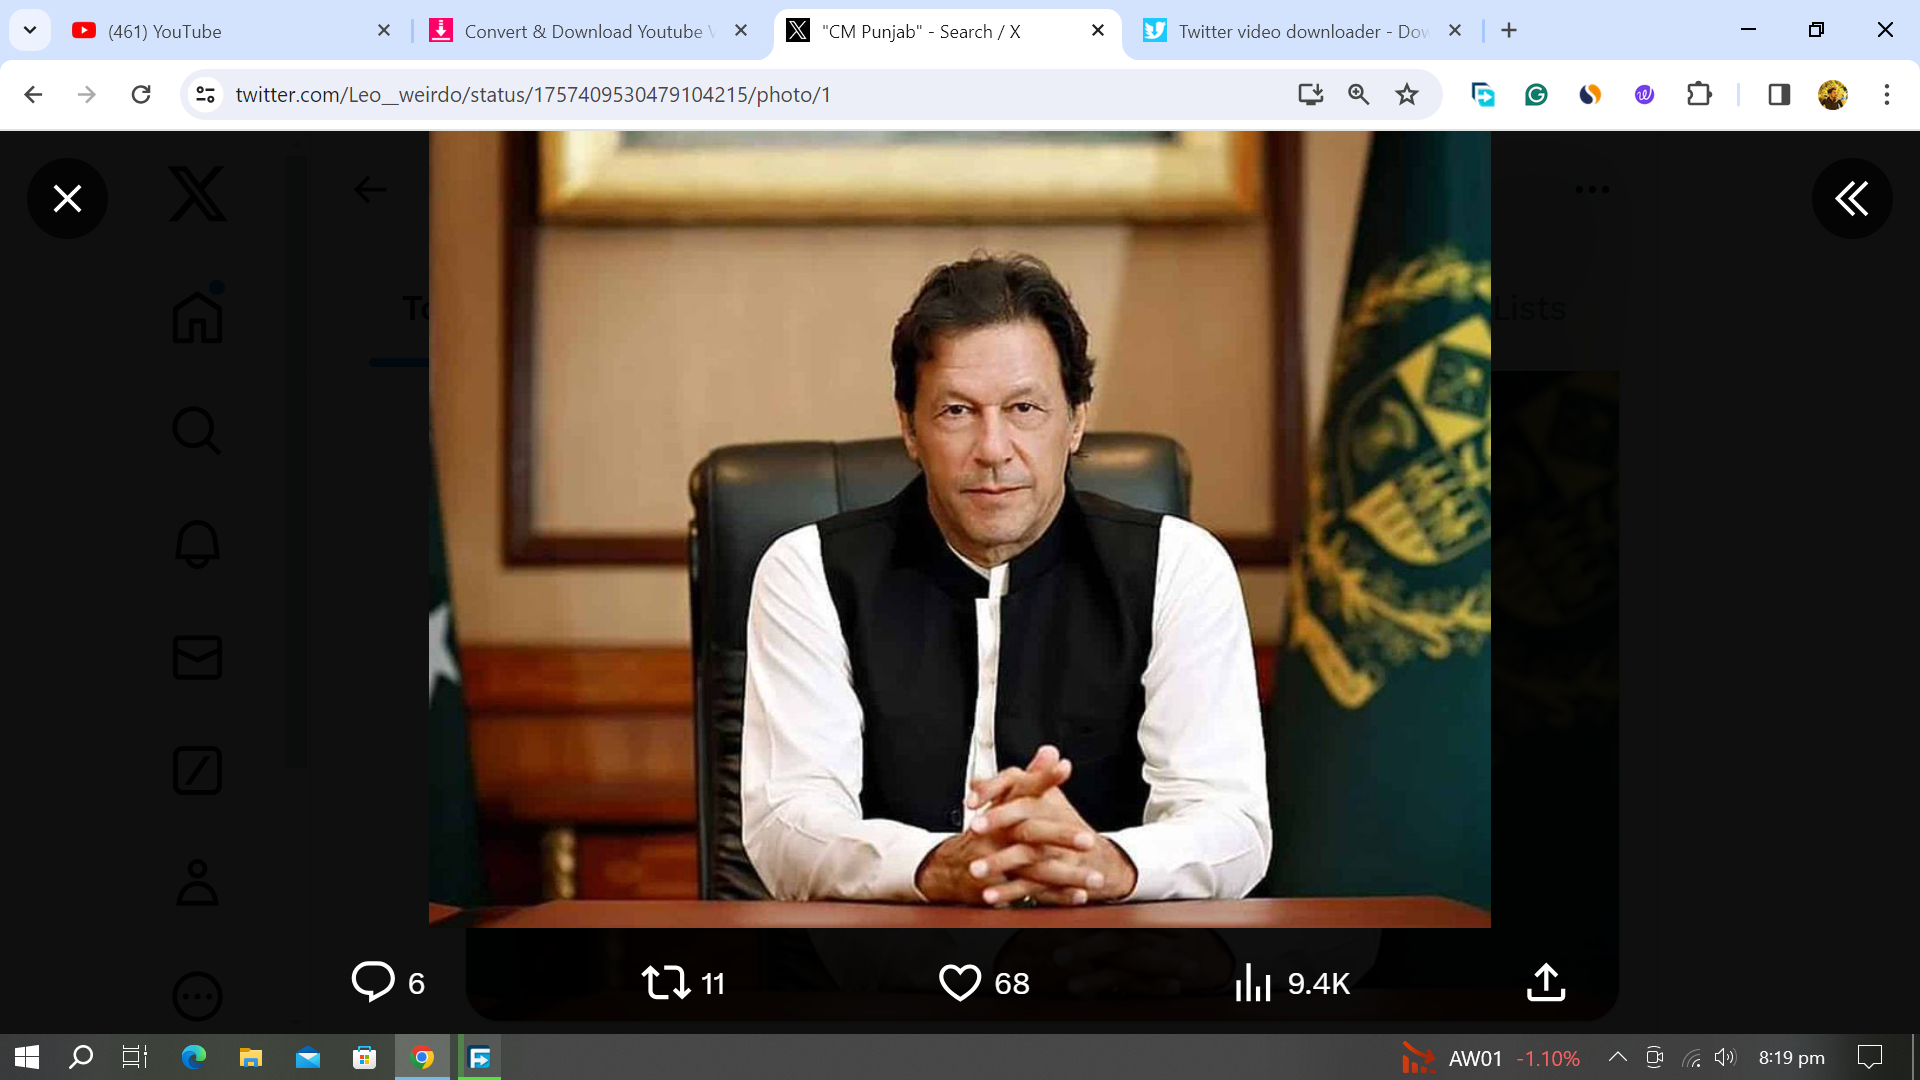 (461) YouTube
Convert & Download Youtube V
"CM Punjab" - Search / X
Twitter video downloader - Dow
twitter.com/Leo__weirdo/status/1757409530479104215/photo/1
To
Lists
6
11
68
9.4K
AW01 -1.10%
8:19 pm